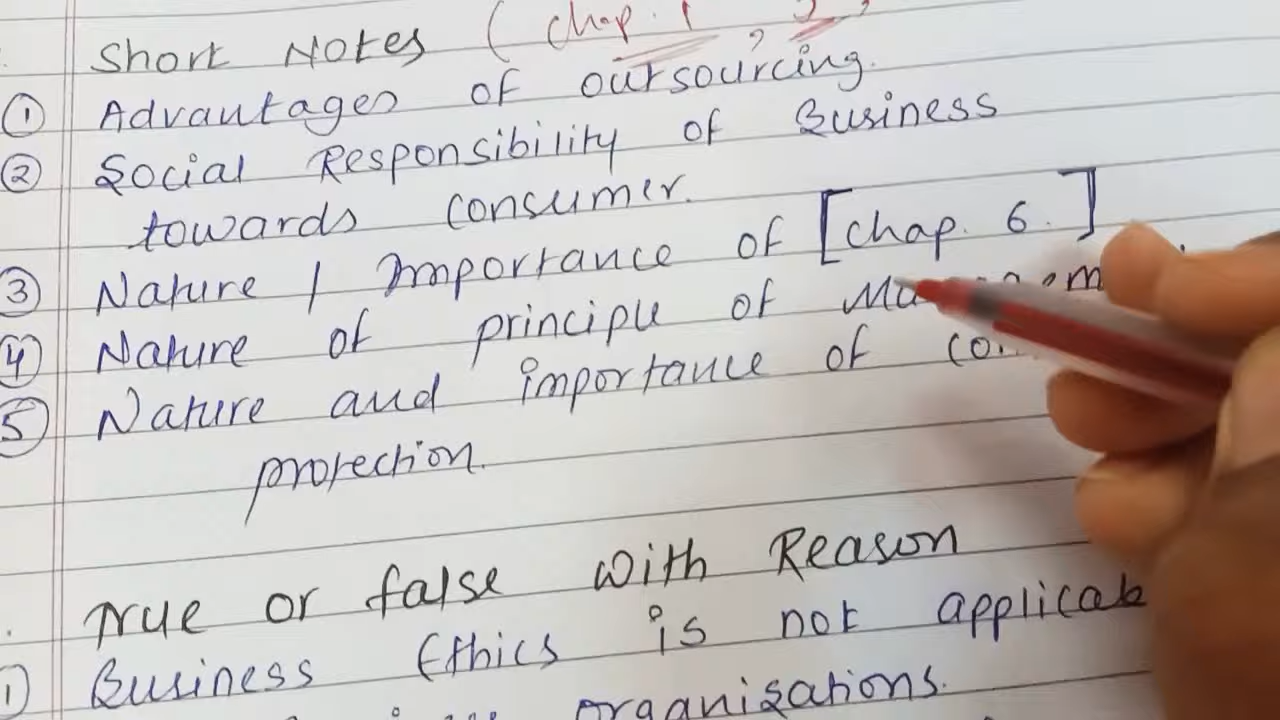 Short Notes ( chap. 1 , 2,
① Advantages of outsourcing.
② Social Responsibility of Business
towards consumer.
③ Nature / Importance of [chap. 6.]
④ Nature of principle of
⑤ Nature and importance of
protection.
True or false with Reason
① Business Ethics is not
organisations.